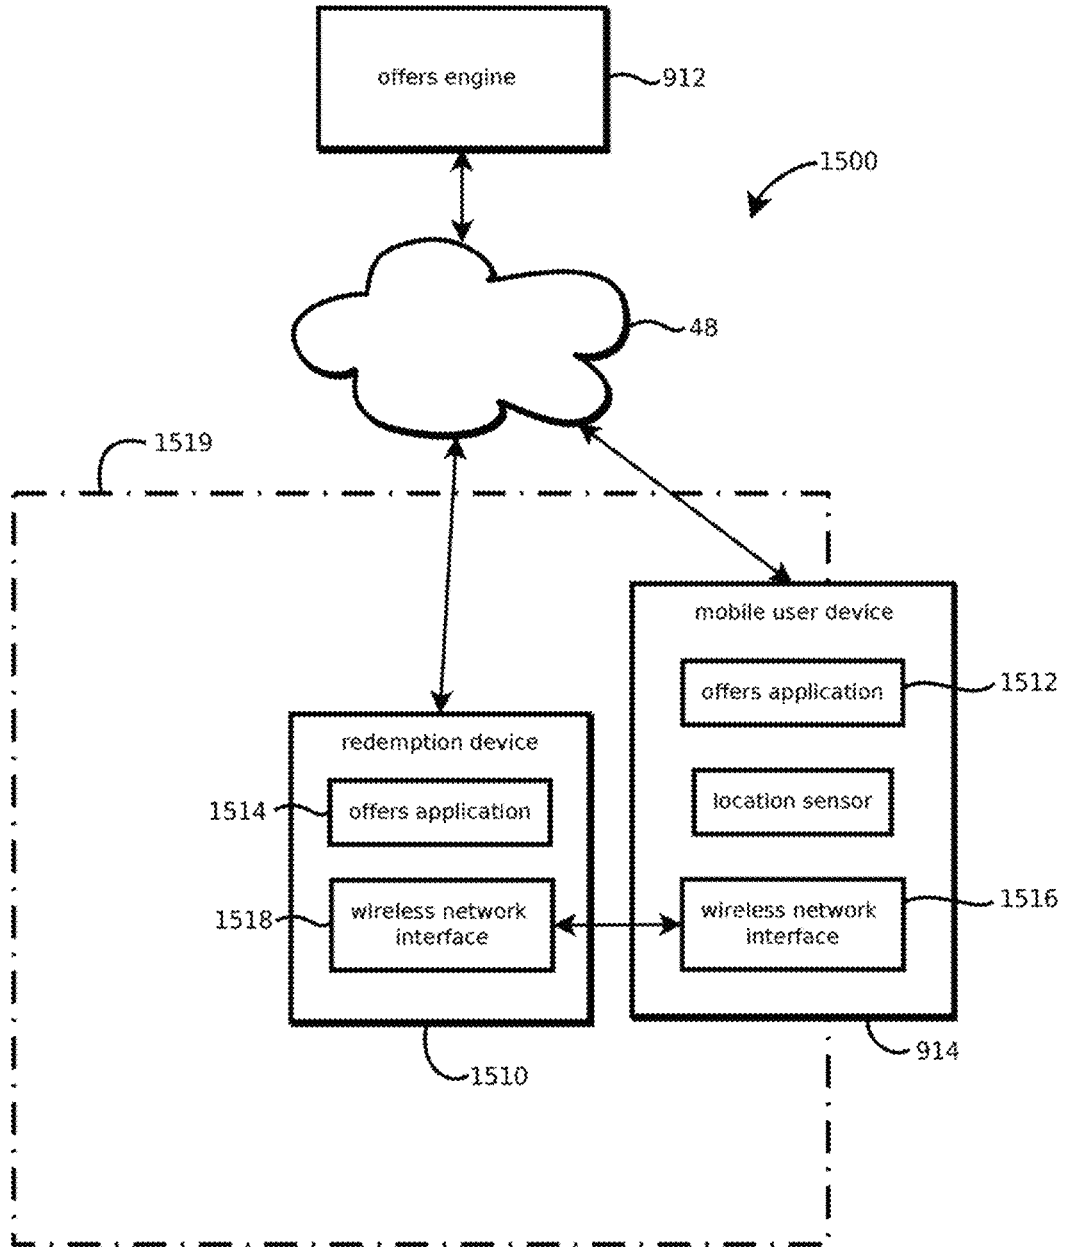 offers engine
912
1500
48
1519
mobile user device
offers application
1512
redemption device
location sensor
1514
offers application
1518
wireless network
interface
wireless network
interface
1516
914
1510